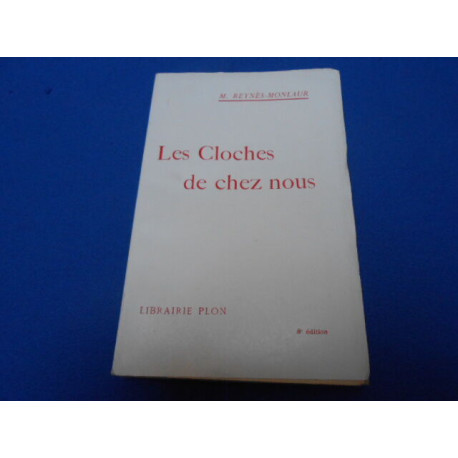 M. REYNÈS-MONLAUR
Les Cloches
de chez nous
LIBRAIRIE PLON
8e édition